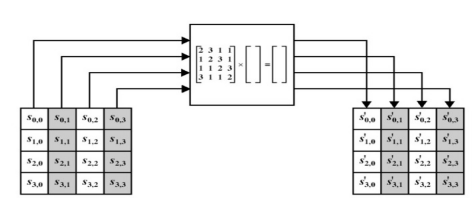 2 3 1 1
1 2 3 1
1 1 2 3
3 1 1 2
× =
s0,0 s0,1 s0,2 s0,3
s1,0 s1,1 s1,2 s1,3
s2,0 s2,1 s2,2 s2,3
s3,0 s3,1 s3,2 s3,3
s'0,0 s'0,1 s'0,2 s'0,3
s'1,0 s'1,1 s'1,2 s'1,3
s'2,0 s'2,1 s'2,2 s'2,3
s'3,0 s'3,1 s'3,2 s'3,3